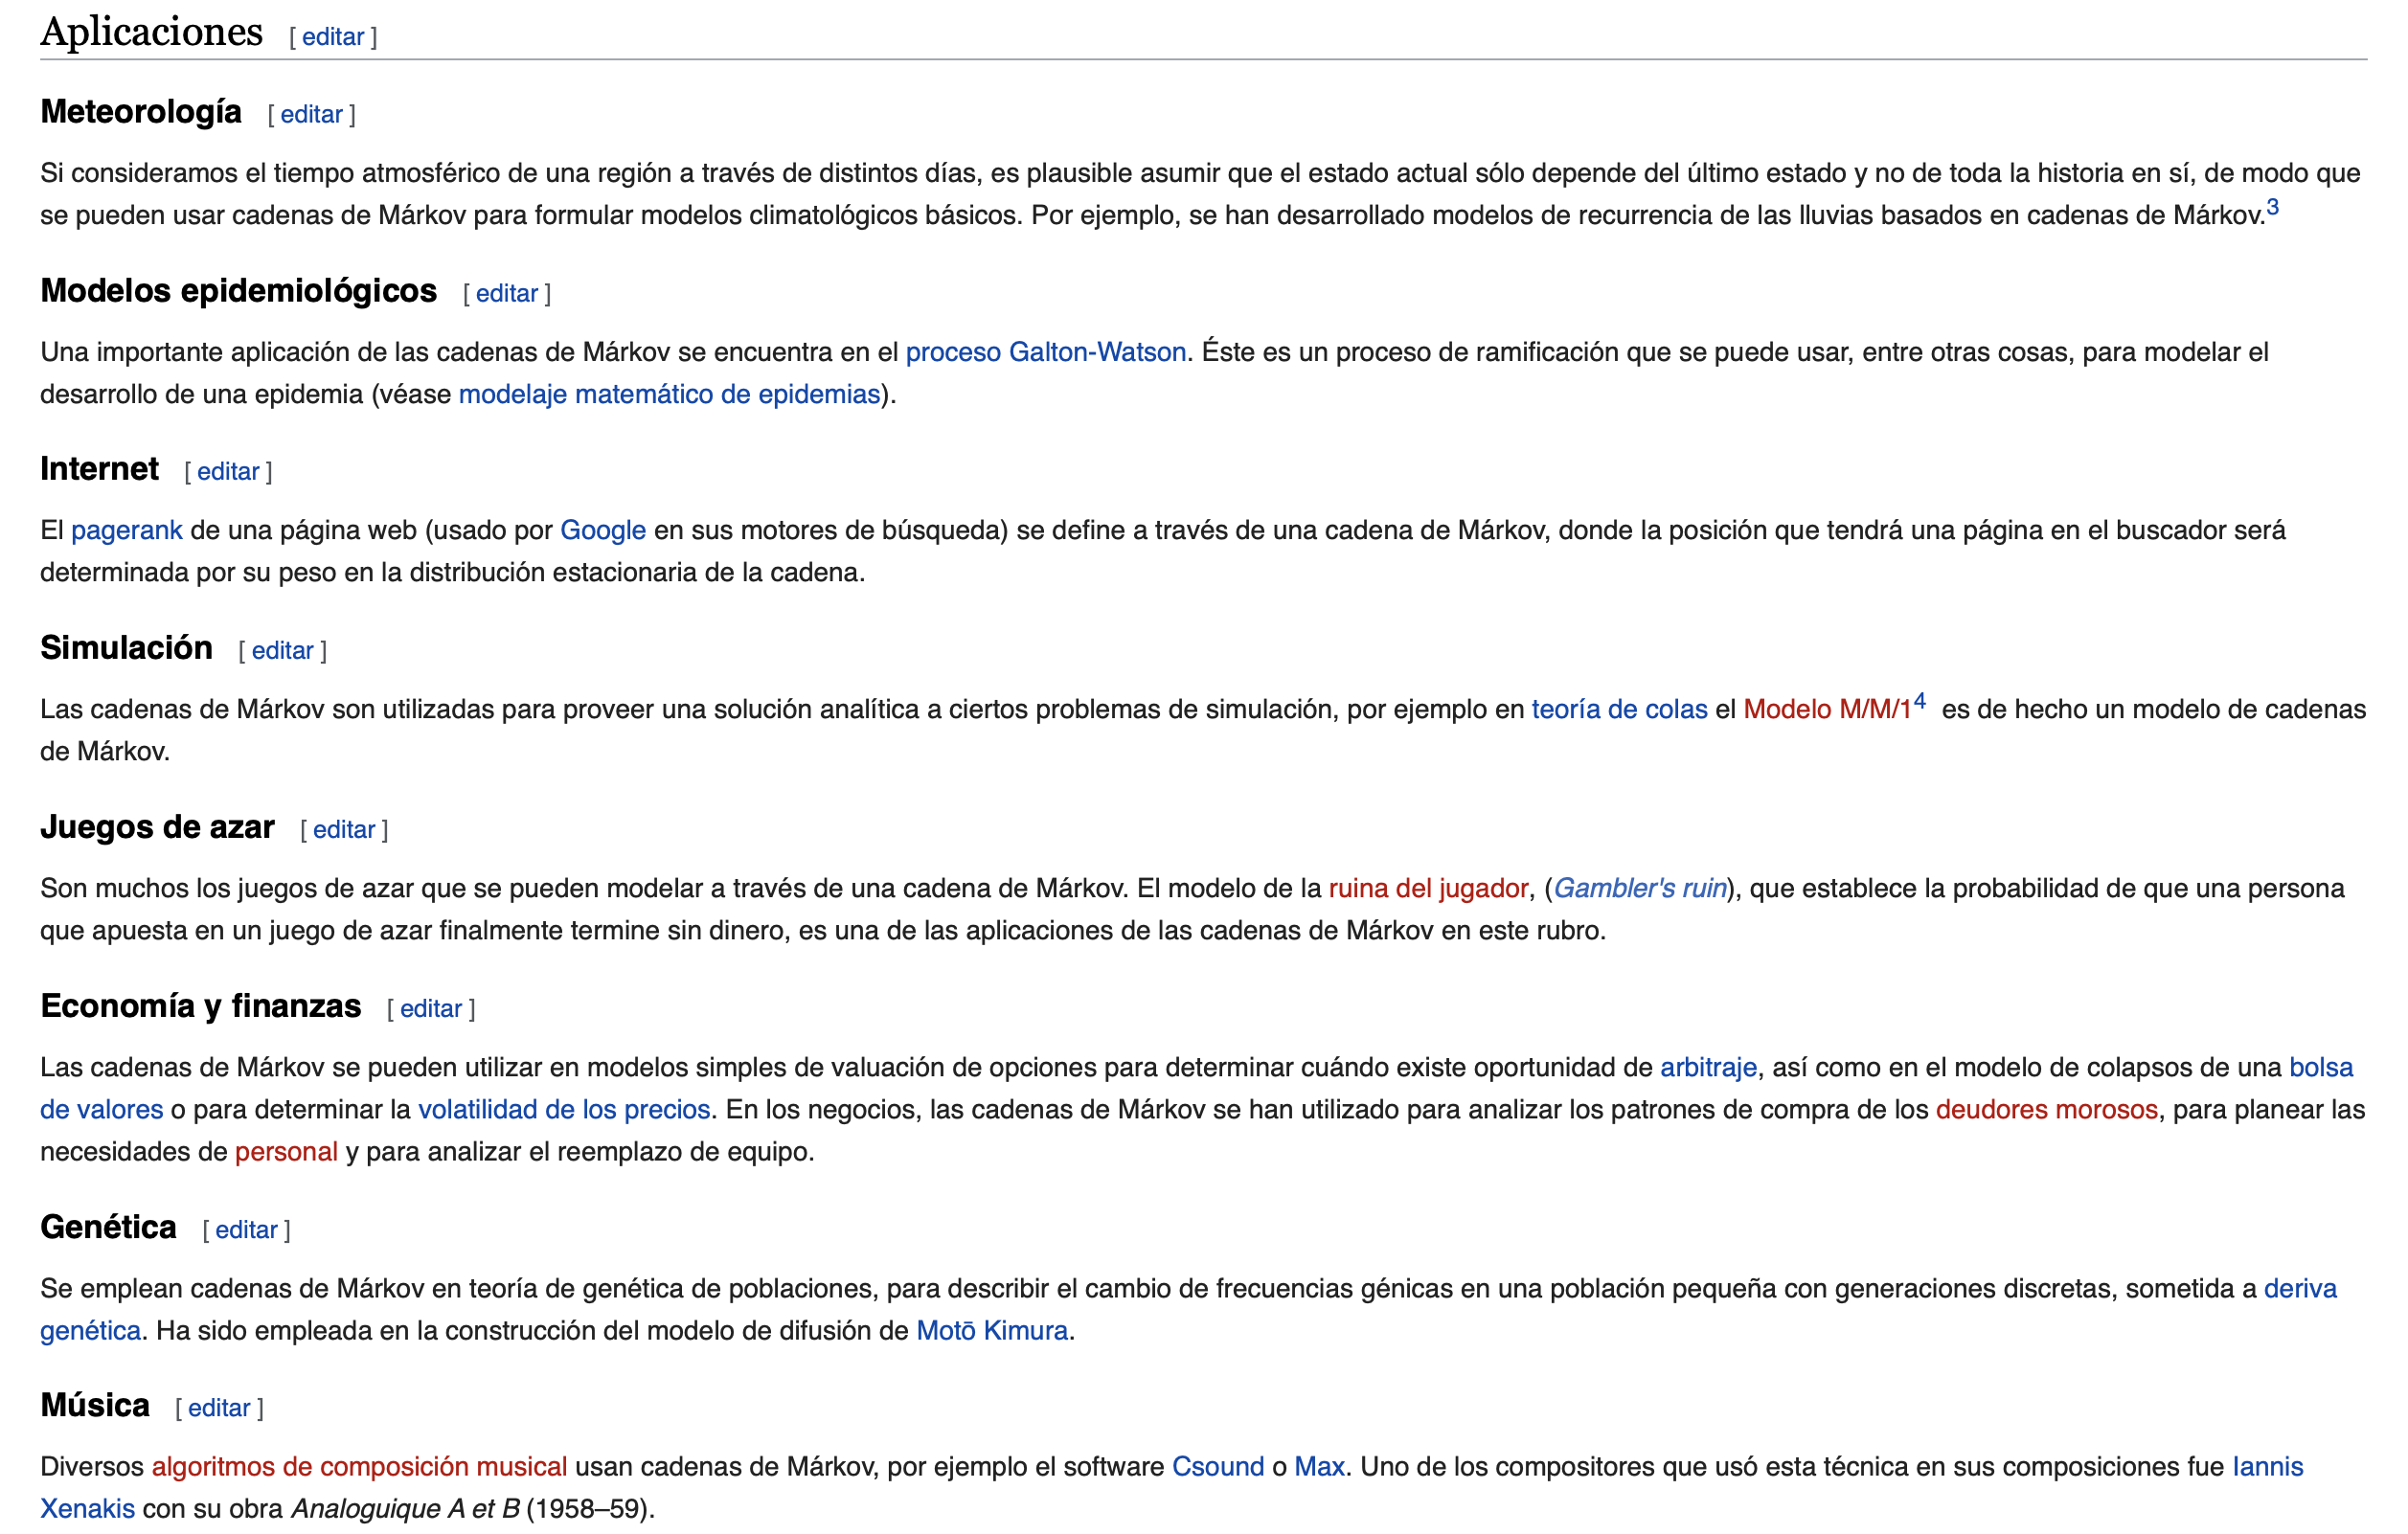 Aplicaciones [ editar ]
Meteorología [ editar ]
Si consideramos el tiempo atmosférico de una región a través de distintos días, es plausible asumir que el estado actual sólo depende del último estado y no de toda la historia en sí, de modo que
se pueden usar cadenas de Márkov para formular modelos climatológicos básicos. Por ejemplo, se han desarrollado modelos de recurrencia de las lluvias basados en cadenas de Márkov.3
Modelos epidemiológicos [ editar ]
Una importante aplicación de las cadenas de Márkov se encuentra en el proceso Galton-Watson. Éste es un proceso de ramificación que se puede usar, entre otras cosas, para modelar el
desarrollo de una epidemia (véase modelaje matemático de epidemias).
Internet [ editar ]
El pagerank de una página web (usado por Google en sus motores de búsqueda) se define a través de una cadena de Márkov, donde la posición que tendrá una página en el buscador será
determinada por su peso en la distribución estacionaria de la cadena.
Simulación [ editar ]
Las cadenas de Márkov son utilizadas para proveer una solución analítica a ciertos problemas de simulación, por ejemplo en teoría de colas el Modelo M/M/14 es de hecho un modelo de cadenas
de Márkov.
Juegos de azar [ editar ]
Son muchos los juegos de azar que se pueden modelar a través de una cadena de Márkov. El modelo de la ruina del jugador, (Gambler's ruin), que establece la probabilidad de que una persona
que apuesta en un juego de azar finalmente termine sin dinero, es una de las aplicaciones de las cadenas de Márkov en este rubro.
Economía y finanzas [ editar ]
Las cadenas de Márkov se pueden utilizar en modelos simples de valuación de opciones para determinar cuándo existe oportunidad de arbitraje, así como en el modelo de colapsos de una bolsa
de valores o para determinar la volatilidad de los precios. En los negocios, las cadenas de Márkov se han utilizado para analizar los patrones de compra de los deudores morosos, para planear las
necesidades de personal y para analizar el reemplazo de equipo.
Genética [ editar ]
Se emplean cadenas de Márkov en teoría de genética de poblaciones, para describir el cambio de frecuencias génicas en una población pequeña con generaciones discretas, sometida a deriva
genética. Ha sido empleada en la construcción del modelo de difusión de Motō Kimura.
Música [ editar ]
Diversos algoritmos de composición musical usan cadenas de Márkov, por ejemplo el software Csound o Max. Uno de los compositores que usó esta técnica en sus composiciones fue Iannis
Xenakis con su obra Analoguique A et B (1958–59).